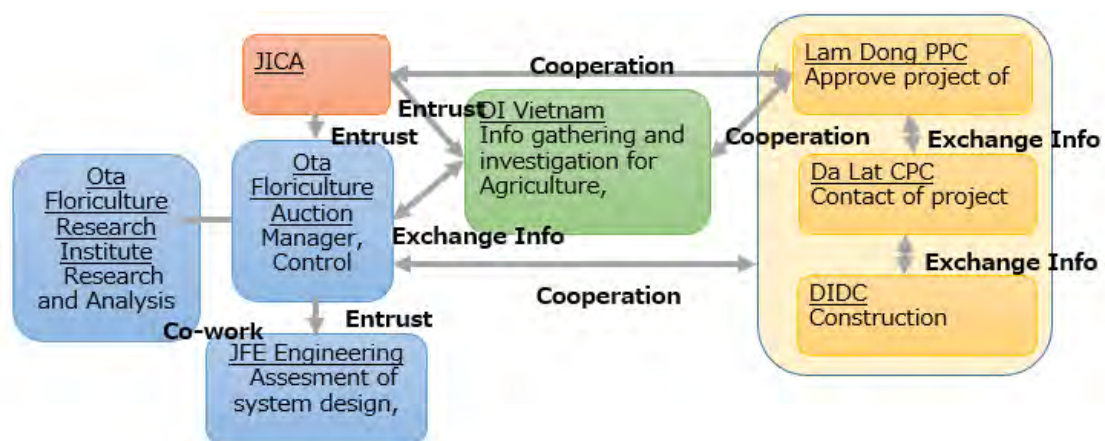 JICA
Cooperation
Lam Dong PPC
Approve project of
Entrust
Entrust
DI Vietnam
Info gathering and
investigation for
Agriculture,
Cooperation
Exchange Info
Ota
Floriculture
Research
Institute
Research
and Analysis
Ota
Floriculture
Auction
Manager,
Control
Exchange Info
Da Lat CPC
Contact of project
Exchange Info
Cooperation
DIDC
Construction
Co-work
Entrust
JFE Engineering
Assesment of
system design,